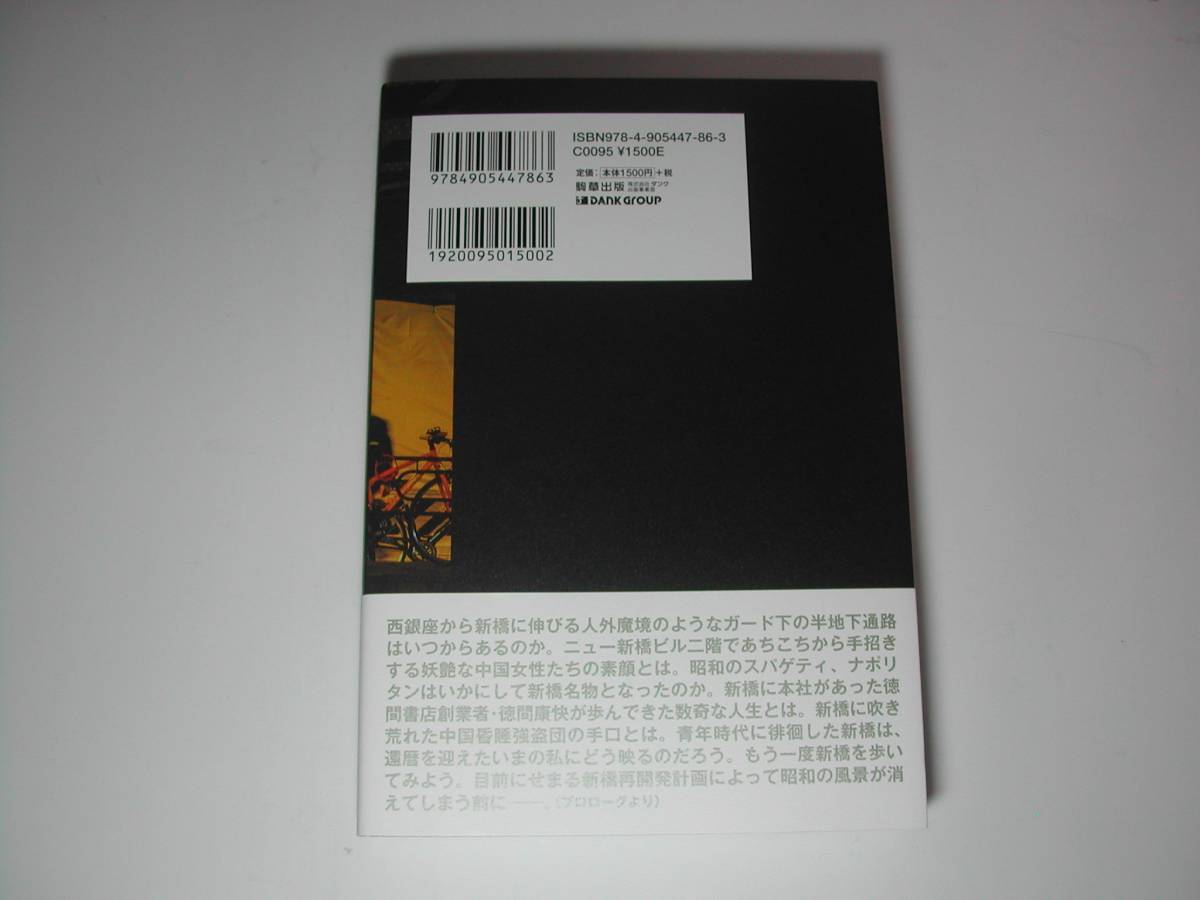 ISBN978-4-905447-86-3
C0095 ¥1500E
9784905447863
定価：本体1500円+税
駒草出版 株式会社ダンク 出版事業部
DANK GROUP
1920095015002
西銀座から新橋に伸びる人外魔境のようなガード下の半地下通路
はいつからあるのか。ニュー新橋ビル二階であちこちから手招き
する妖艶な中国女性たちの素顔とは。昭和のスパゲティ、ナポリ
タンはいかにして新橋名物となったのか。新橋に本社があった徳
間書店創業者・徳間康快が歩んできた数奇な人生とは。新橋に吹き
荒れた中国昏睡強盗団の手口とは。青年時代に徘徊した新橋は、
還暦を迎えたいまの私にどう映るのだろう。もう一度新橋を歩い
てみよう。目前にせまる新橋再開発計画によって昭和の風景が消
えてしまう前に――。（プロローグより）